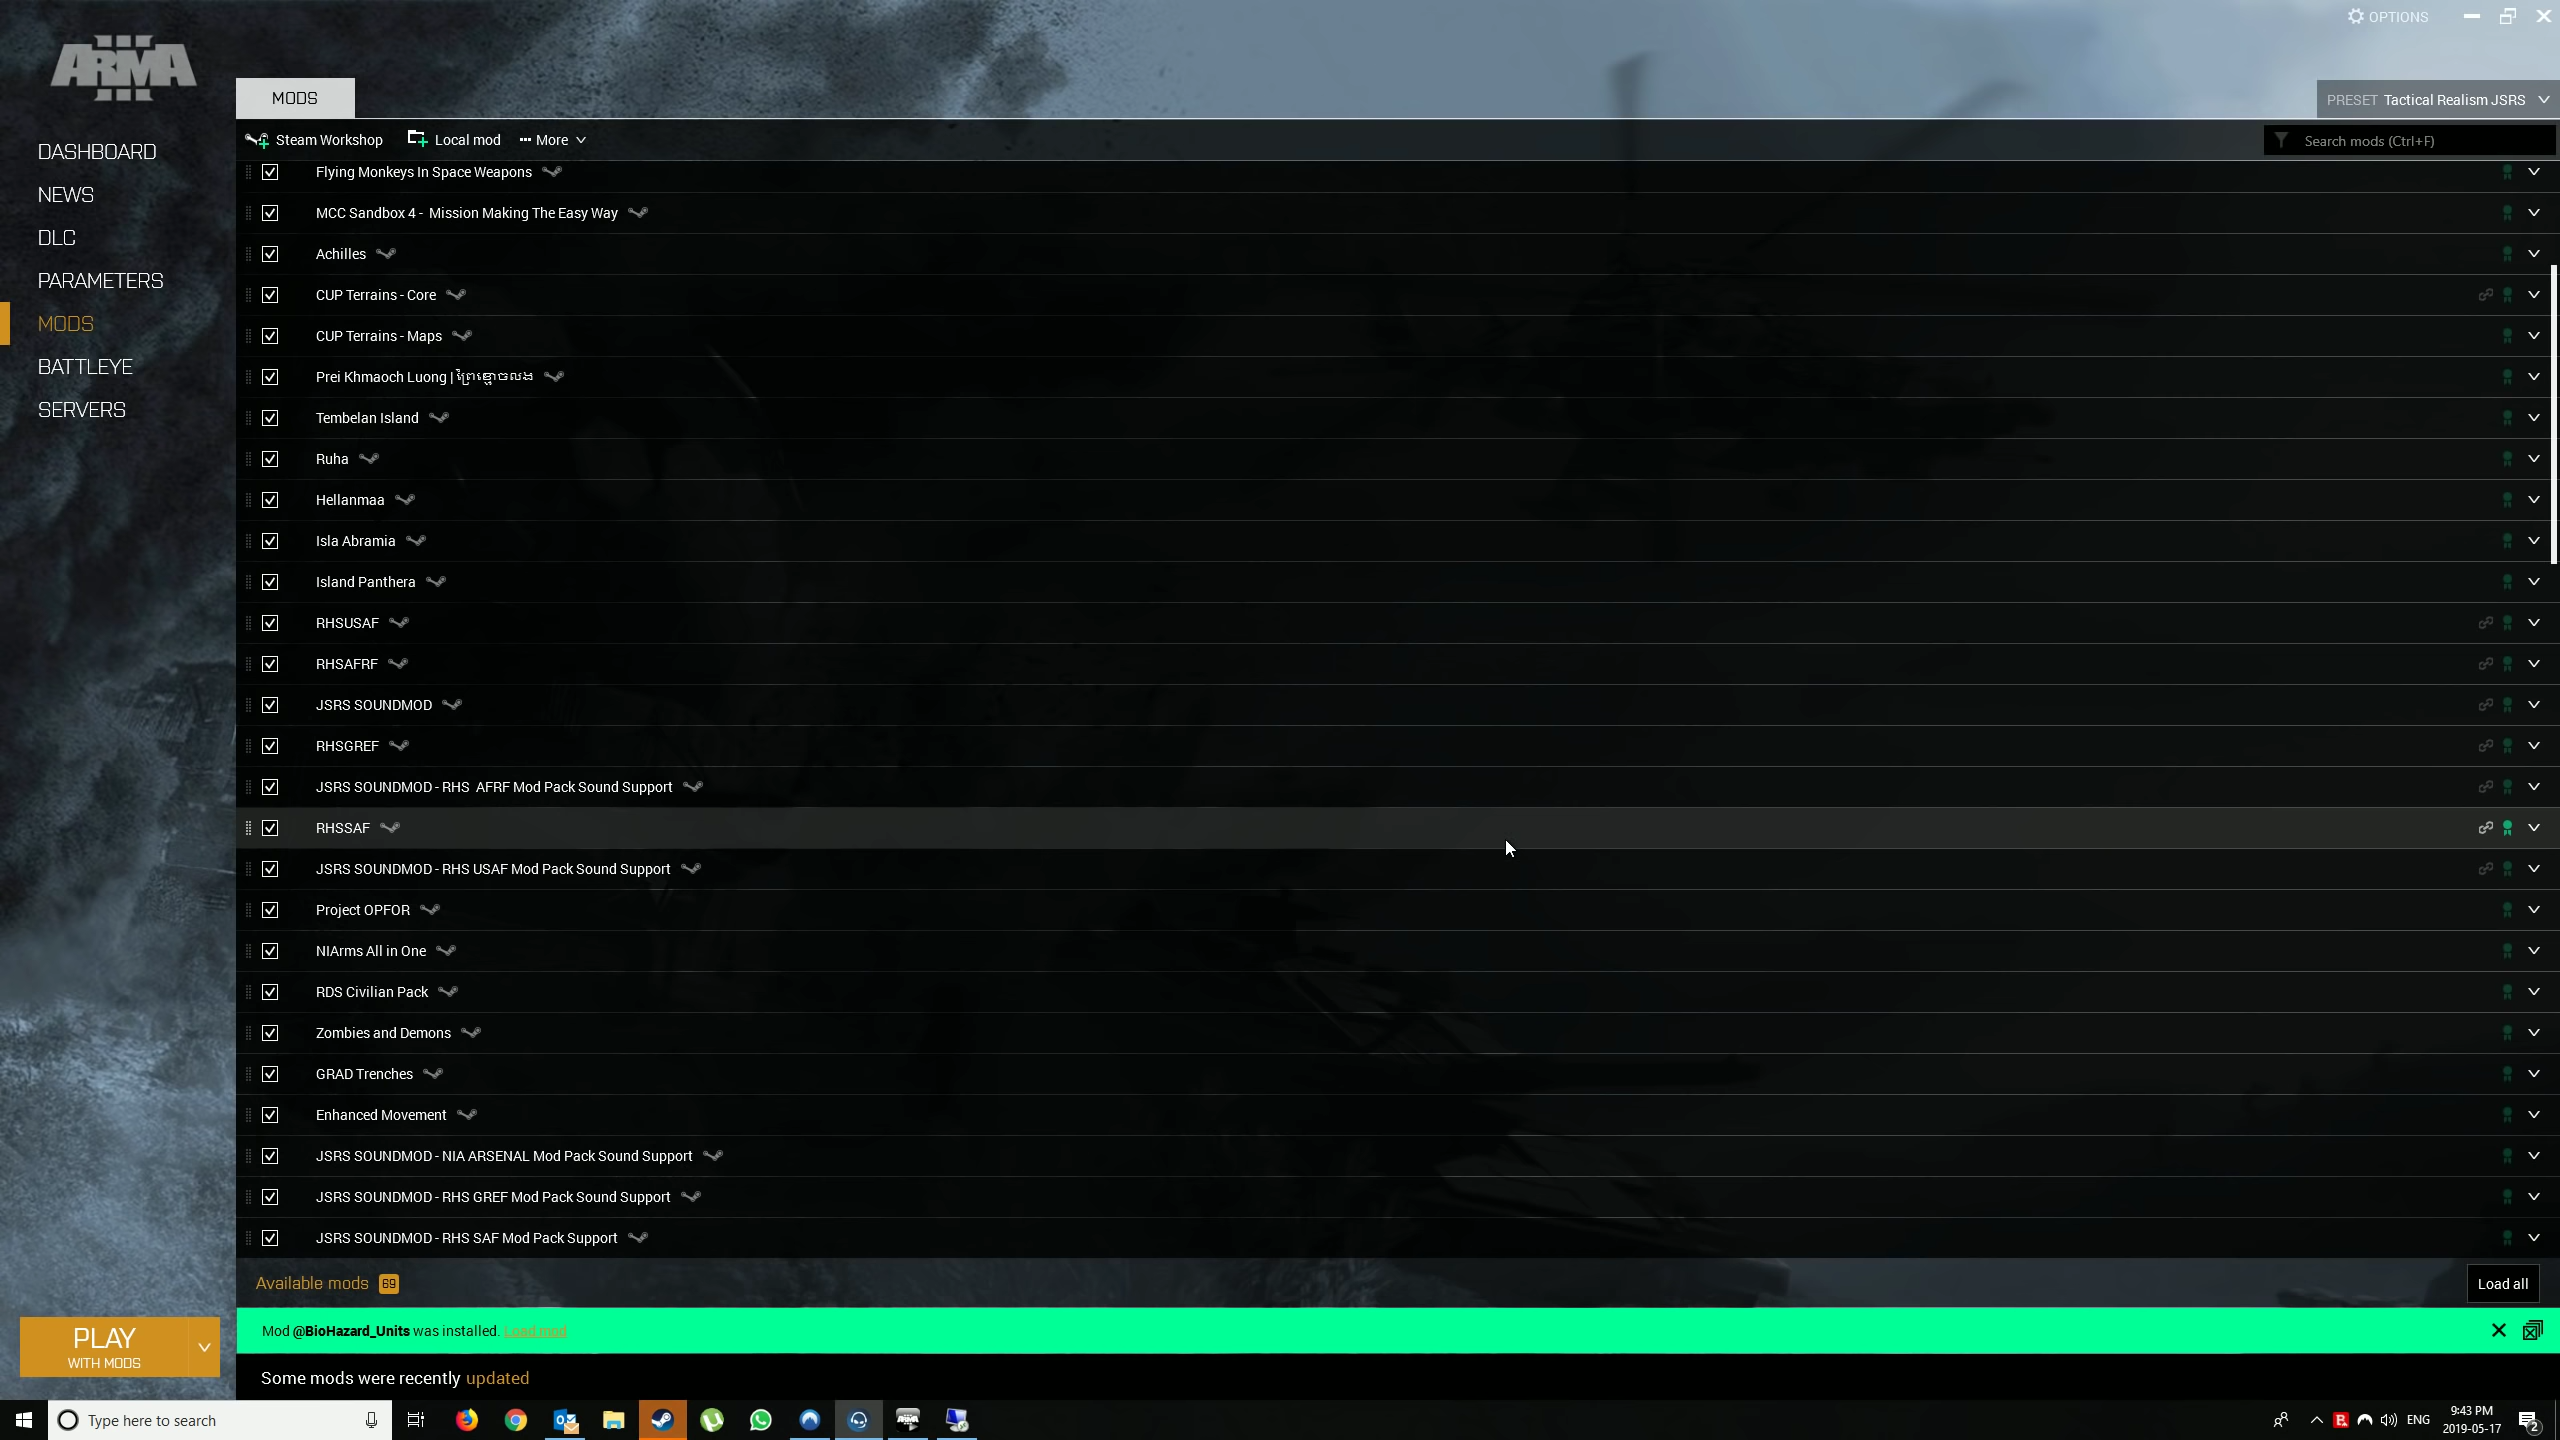 OPTIONS
ARMA III
MODS
PRESET Tactical Realism JSRS
DASHBOARD
NEWS
DLC
PARAMETERS
MODS
BATTLEYE
SERVERS
Steam Workshop Local mod ··· More
Search mods (Ctrl+F)
Flying Monkeys In Space Weapons
MCC Sandbox 4 - Mission Making The Easy Way
Achilles
CUP Terrains - Core
CUP Terrains - Maps
Prei Khmaoch Luong | ព្រៃខ្មោចលង
Tembelan Island
Ruha
Hellanmaa
Isla Abramia
Island Panthera
RHSUSAF
RHSAFRF
JSRS SOUNDMOD
RHSGREF
JSRS SOUNDMOD - RHS  AFRF Mod Pack Sound Support
RHSSAF
JSRS SOUNDMOD - RHS USAF Mod Pack Sound Support
Project OPFOR
NIArms All in One
RDS Civilian Pack
Zombies and Demons
GRAD Trenches
Enhanced Movement
JSRS SOUNDMOD - NIA ARSENAL Mod Pack Sound Support
JSRS SOUNDMOD - RHS GREF Mod Pack Sound Support
JSRS SOUNDMOD - RHS SAF Mod Pack Support
Available mods 69
Load all
Mod @BioHazard_Units was installed. Load mod
PLAY
WITH MODS
Some mods were recently updated
Type here to search
ENG
9:43 PM
2019-05-17
2